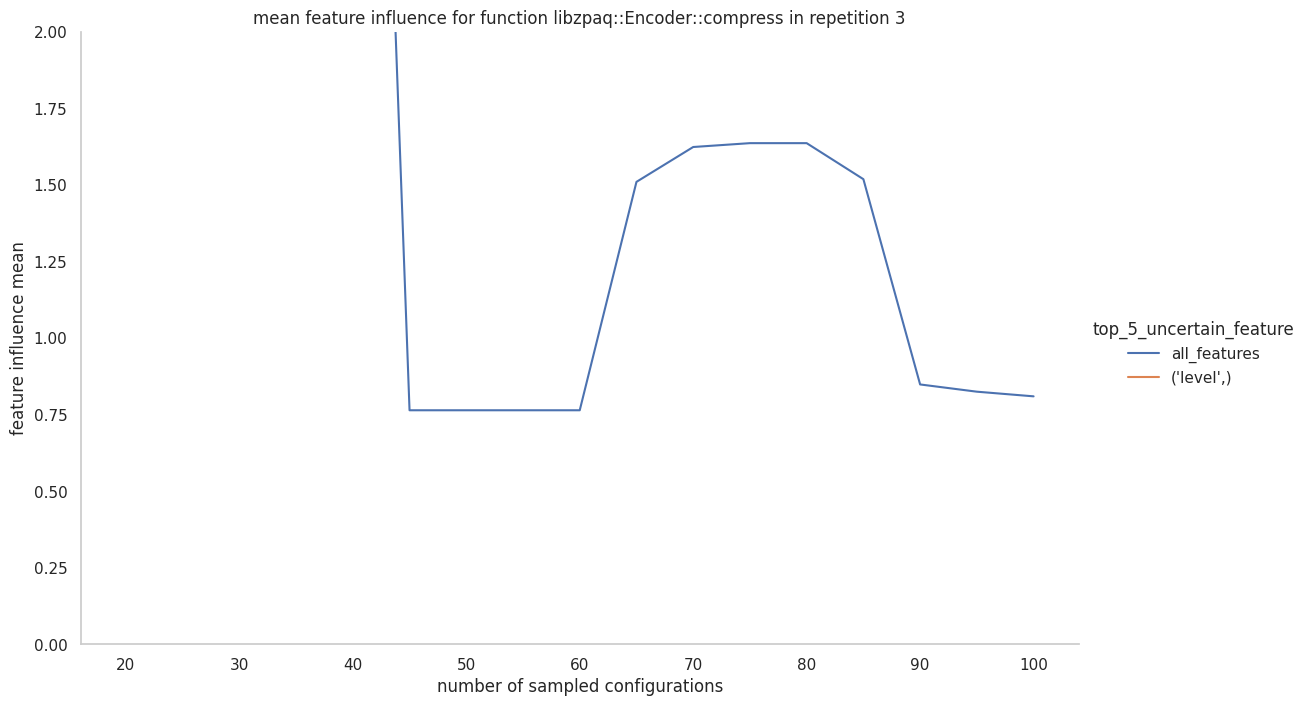 mean feature influence for function libzpaq::Encoder::compress in repetition 3
2.00
1.75
1.50
1.25
1.00
0.75
0.50
0.25
0.00
feature influence mean
20 30 40 50 60 70 80 90 100
number of sampled configurations
top_5_uncertain_feature
all_features
('level',)